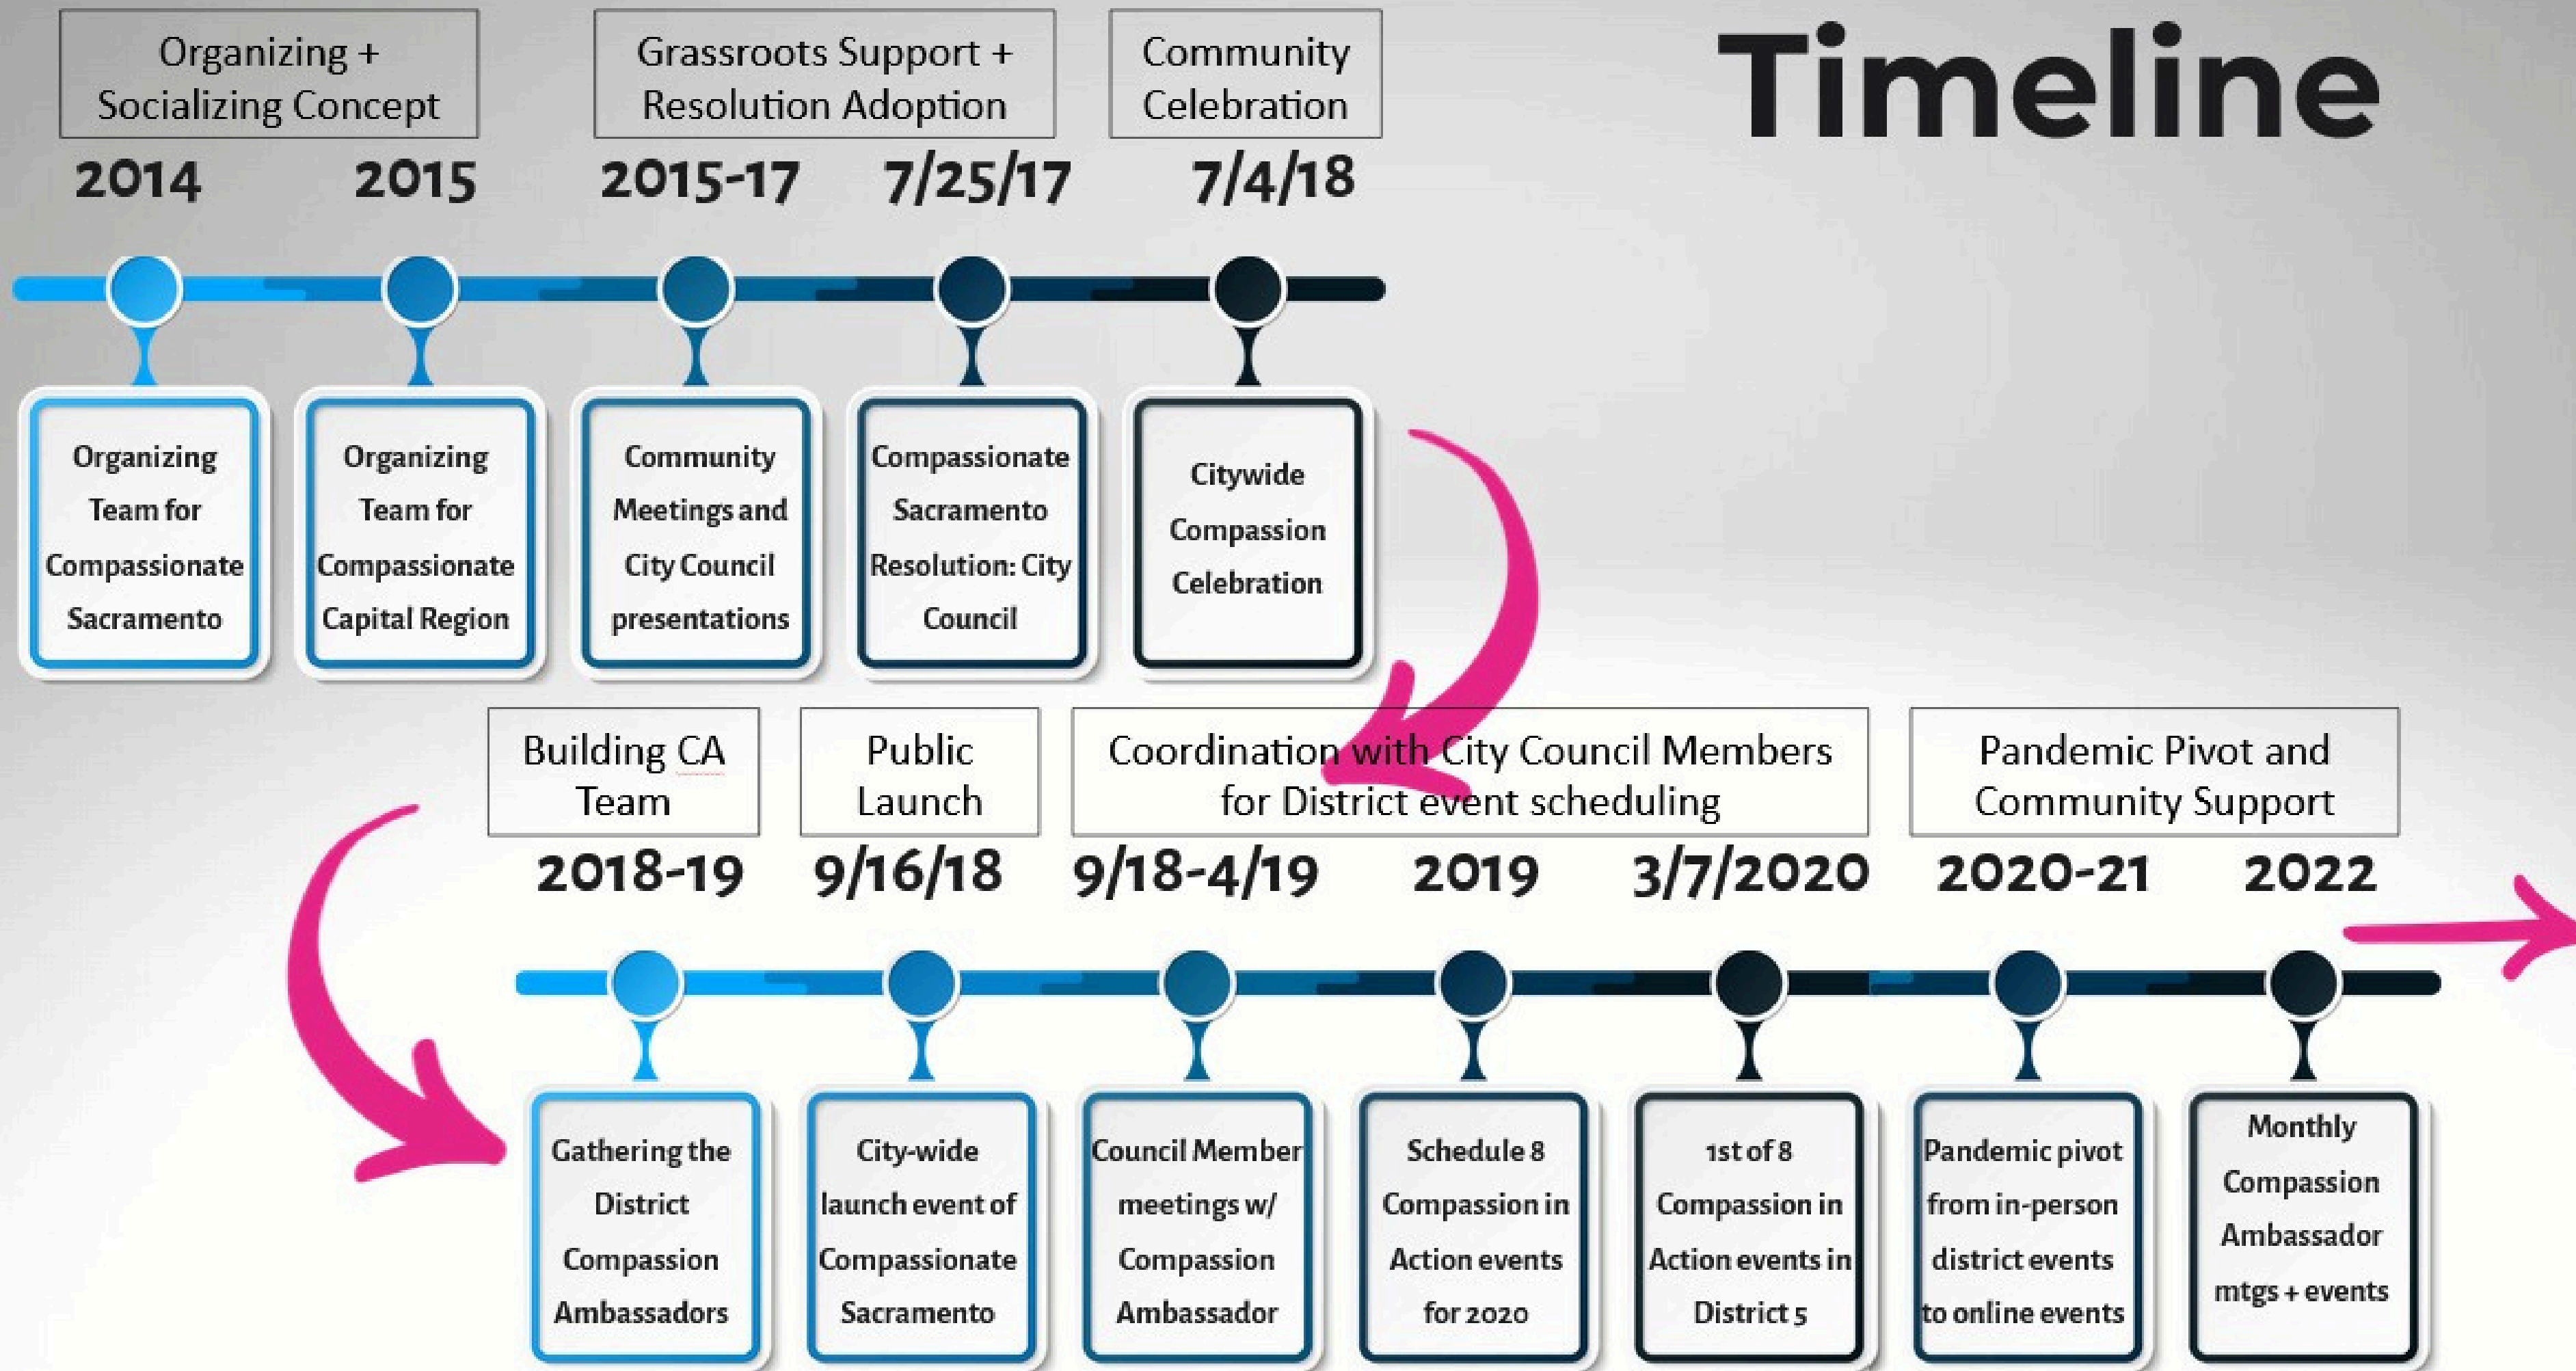 Timeline
Organizing +
Socializing Concept
Grassroots Support +
Resolution Adoption
Community
Celebration
2014
2015
2015-17
7/25/17
7/4/18
Organizing
Team for
Compassionate
Sacramento
Organizing
Team for
Compassionate
Capital Region
Community
Meetings and
City Council
presentations
Compassionate
Sacramento
Resolution: City
Council
Citywide
Compassion
Celebration
Building CA
Team
Public
Launch
Coordination with City Council Members
for District event scheduling
Pandemic Pivot and
Community Support
2018-19
9/16/18
9/18-4/19
2019
3/7/2020
2020-21
2022
Gathering the
District
Compassion
Ambassadors
City-wide
launch event of
Compassionate
Sacramento
Council Member
meetings w/
Compassion
Ambassador
Schedule 8
Compassion in
Action events
for 2020
1st of 8
Compassion in
Action events in
District 5
Pandemic pivot
from in-person
district events
to online events
Monthly
Compassion
Ambassador
mtgs + events